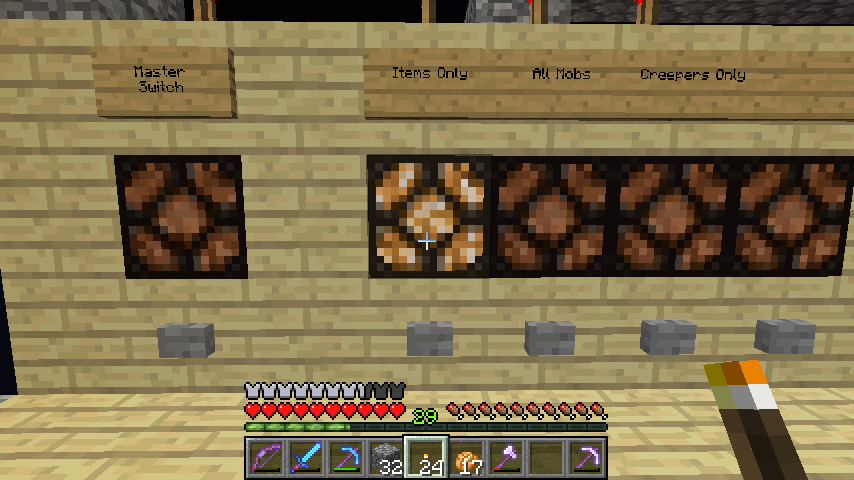 Master
Switch
Items Only
All Mobs
Creepers Only
29
32
24
17